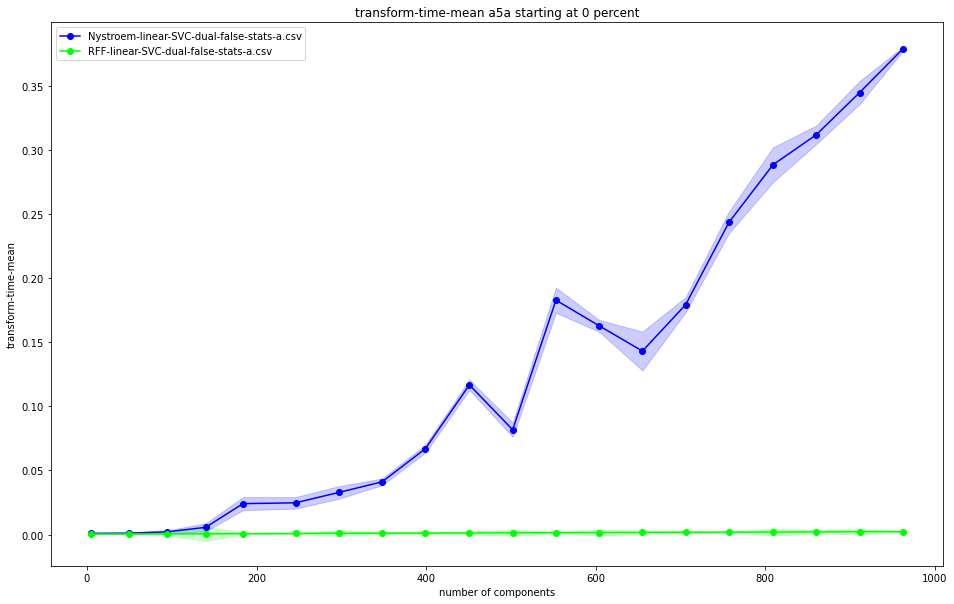 transform-time-mean a5a starting at 0 percent
Nystroem-linear-SVC-dual-false-stats-a.csv
RFF-linear-SVC-dual-false-stats-a.csv
transform-time-mean
0.35
0.30
0.25
0.20
0.15
0.10
0.05
0.00
0 200 400 600 800 1000
number of components